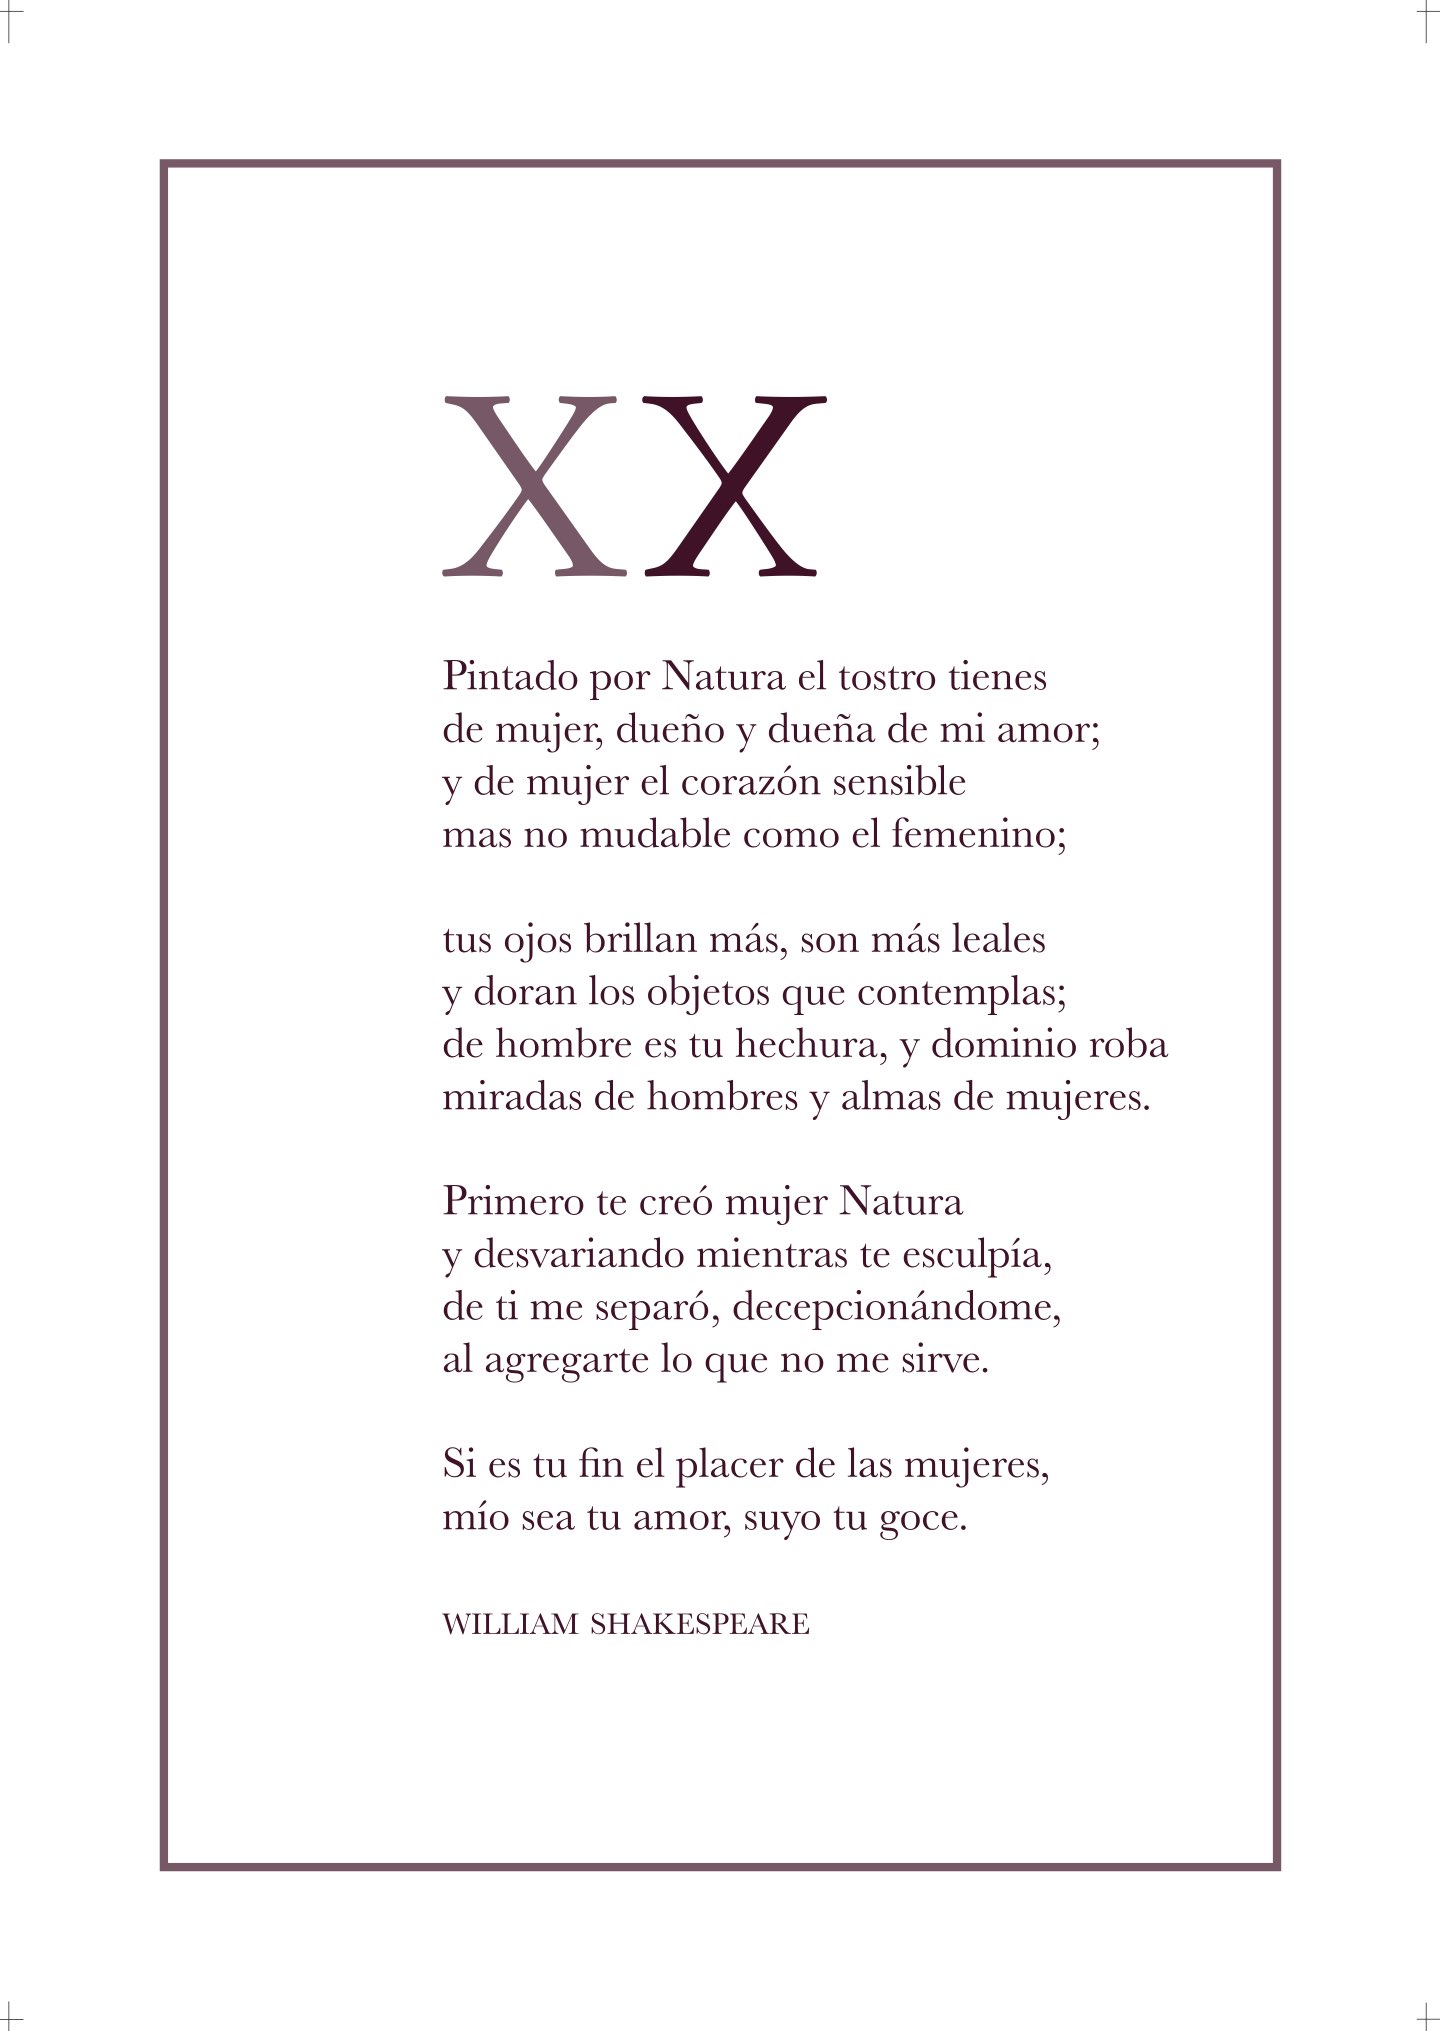 XX
Pintado por Natura el tostro tienes
de mujer, dueño y dueña de mi amor;
y de mujer el corazón sensible
mas no mudable como el femenino;
tus ojos brillan más, son más leales
y doran los objetos que contemplas;
de hombre es tu hechura, y dominio roba
miradas de hombres y almas de mujeres.
Primero te creó mujer Natura
y desvariando mientras te esculpía,
de ti me separó, decepcionándome,
al agregarte lo que no me sirve.
Si es tu fin el placer de las mujeres,
mío sea tu amor, suyo tu goce.
WILLIAM SHAKESPEARE